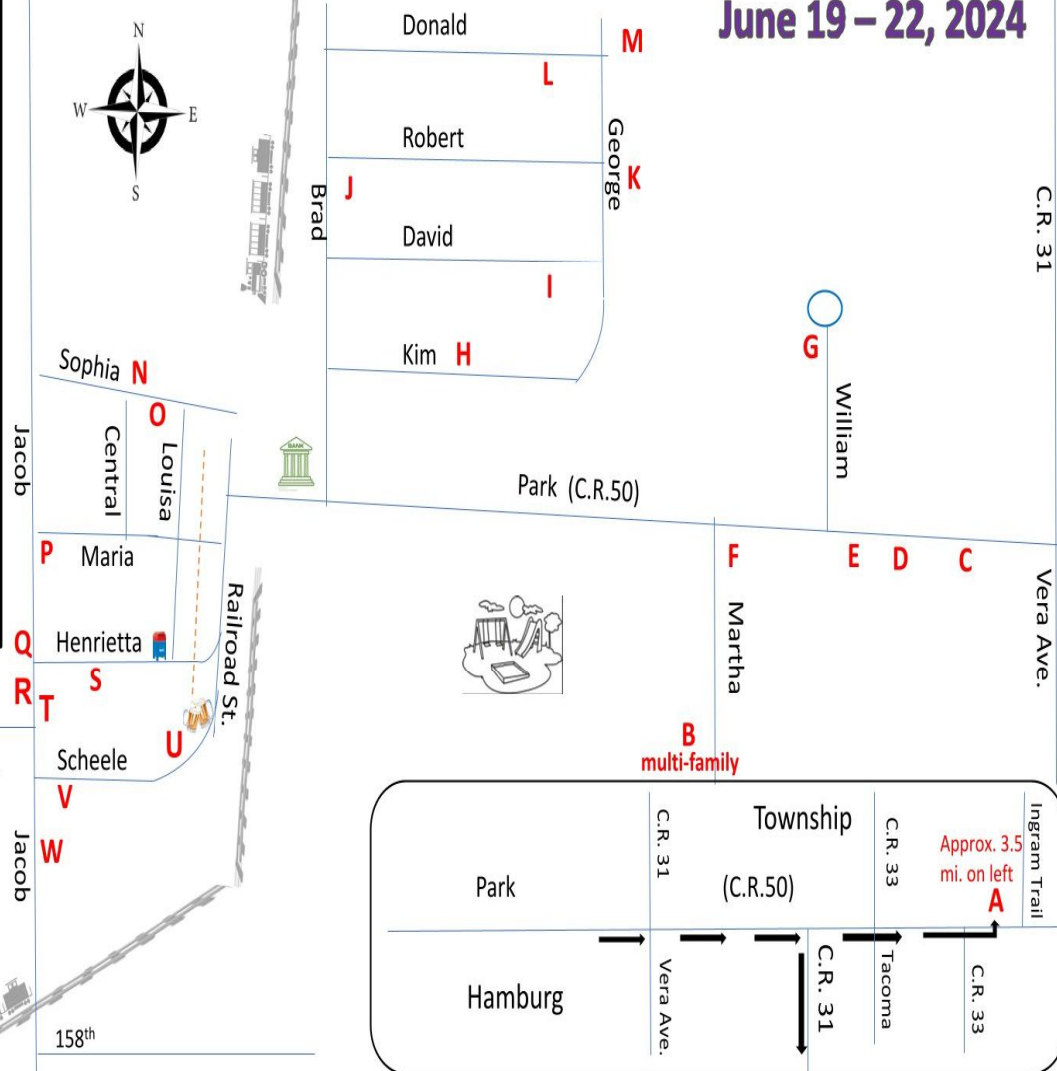 June 19 – 22, 2024
N
W
E
S
Donald
M
L
Robert
George
K
J
Brad
David
C.R. 31
I
Kim
H
G
William
Sophia
N
O
Jacob
Central
Louisa
BANK
Park (C.R.50)
P
Maria
F
E
D
C
Martha
Vera Ave.
Railroad St.
Q
Henrietta
S
R
T
U
B
multi-family
Scheele
V
Jacob
W
158th
C.R. 31
Township
C.R. 33
Ingram Trail
Approx. 3.5
mi. on left
A
Park
(C.R.50)
Hamburg
Vera Ave.
C.R. 31
Tacoma
C.R. 33